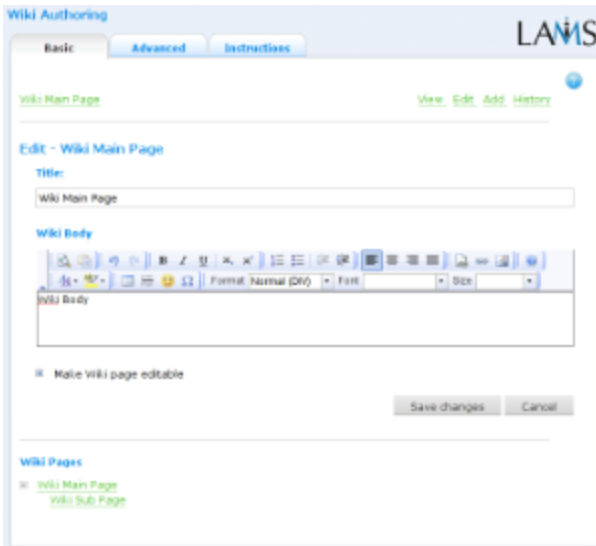 Wiki Authoring
LAMS
Basic Advanced Instructions
Wiki Main Page View Edit Add History
Edit - Wiki Main Page
Title:
Wiki Main Page
Wiki Body
B I U
Format Normal (DIV) Font Size
Wiki Body
Make Wiki page editable
Save changes Cancel
Wiki Pages
Wiki Main Page
Wiki Sub Page